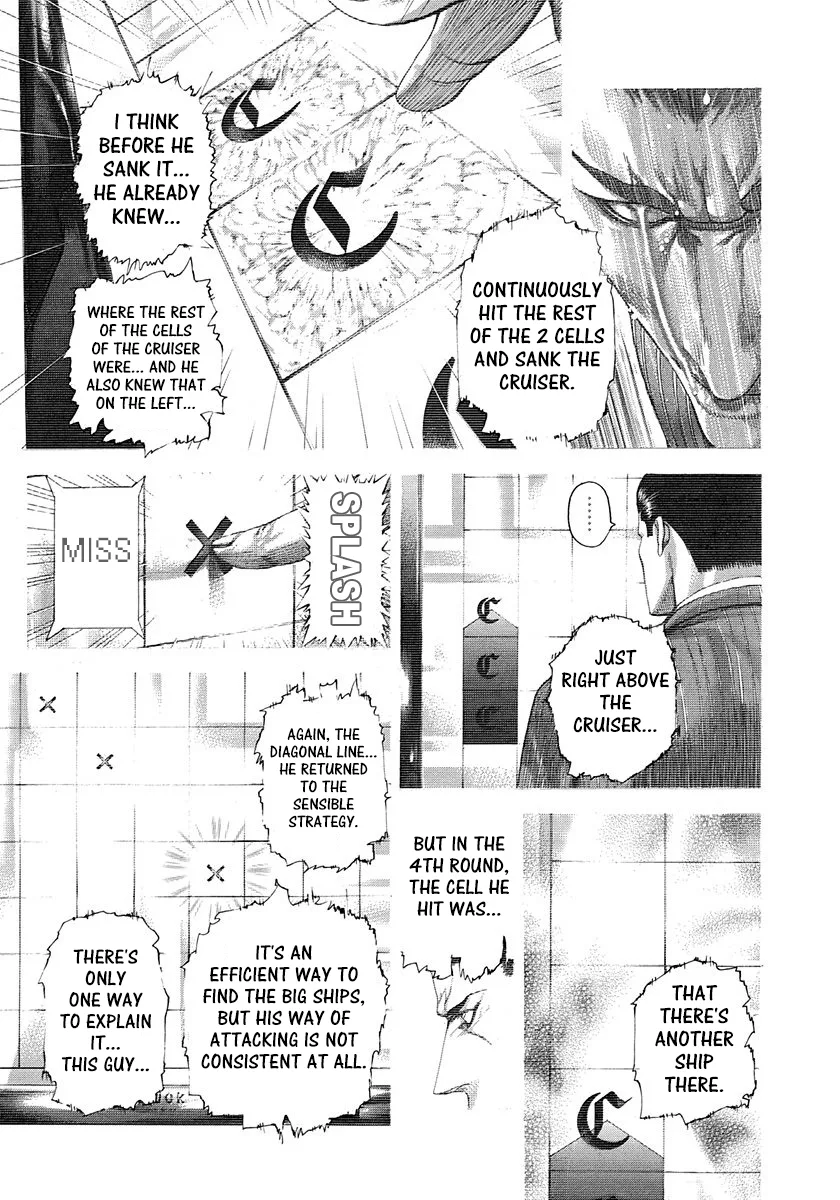 CONTINUOUSLY
HIT THE REST
OF THE 2 CELLS
AND SANK THE
CRUISER.
C
C
I THINK
BEFORE HE
SANK IT...
HE ALREADY
KNEW...
WHERE THE REST
OF THE CELLS
OF THE CRUISER
WERE... AND HE
ALSO KNEW THAT
ON THE LEFT...
......
C
C
C
JUST
RIGHT ABOVE
THE
CRUISER...
THAT
THERE'S
ANOTHER
SHIP
THERE.
C
BUT IN THE
4TH ROUND,
THE CELL HE
HIT WAS...
SPLASH
MISS
AGAIN, THE
DIAGONAL LINE...
HE RETURNED
TO THE
SENSIBLE
STRATEGY.
IT'S AN
EFFICIENT WAY TO
FIND THE BIG SHIPS,
BUT HIS WAY OF
ATTACKING IS NOT
CONSISTENT AT ALL.
THERE'S
ONLY
ONE WAY
TO EXPLAIN
IT...
THIS GUY...